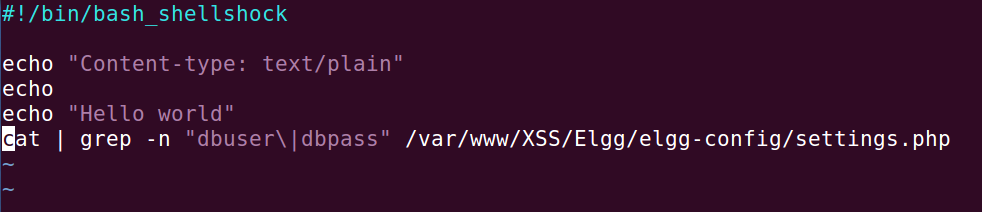 #!/bin/bash_shellshock
echo "Content-type: text/plain"
echo
echo "Hello world"
cat | grep -n "dbuser\|dbpass" /var/www/XSS/Elgg/elgg-config/settings.php
~
~